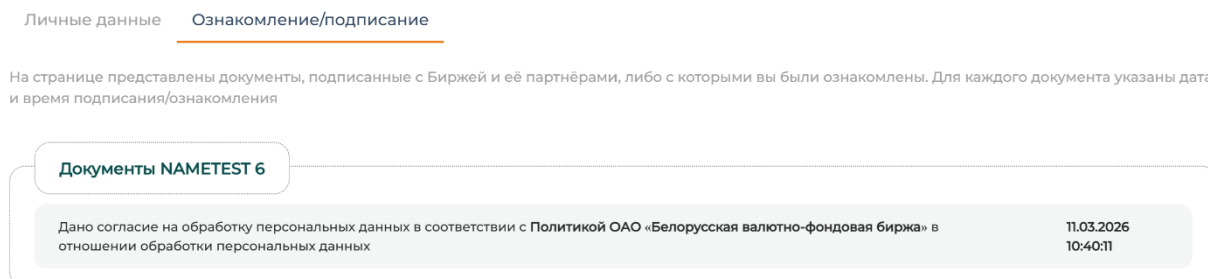 Личные данные Ознакомление/подписание
На странице представлены документы, подписанные с Биржей и её партнёрами, либо с которыми вы были ознакомлены. Для каждого документа указаны дата
и время подписания/ознакомления
Документы NAMETEST 6
Дано согласие на обработку персональных данных в соответствии с Политикой ОАО «Белорусская валютно-фондовая биржа» в 11.03.2026
отношении обработки персональных данных 10:40:11